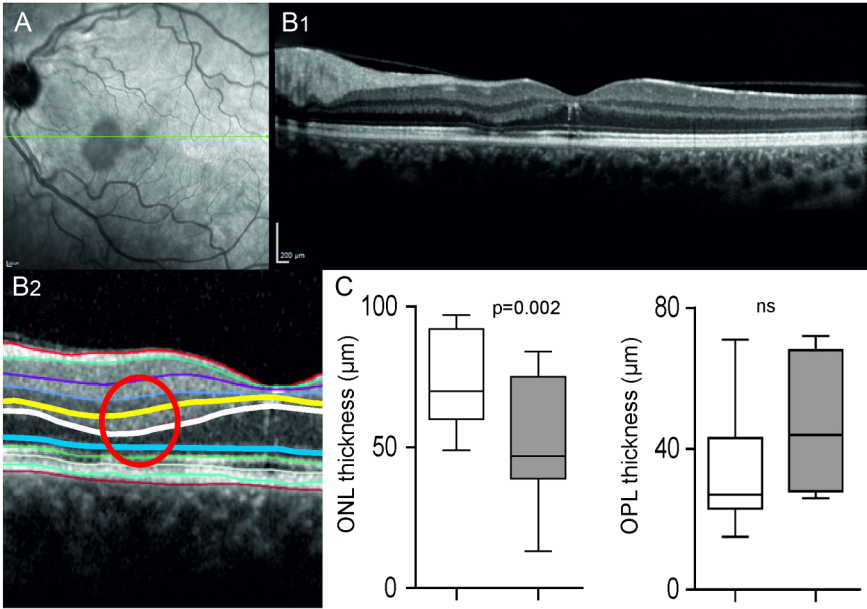 A
B1
200 µm
B2
C
ONL thickness (µm)
100
50
0
p=0.002
OPL thickness (µm)
80
40
0
ns